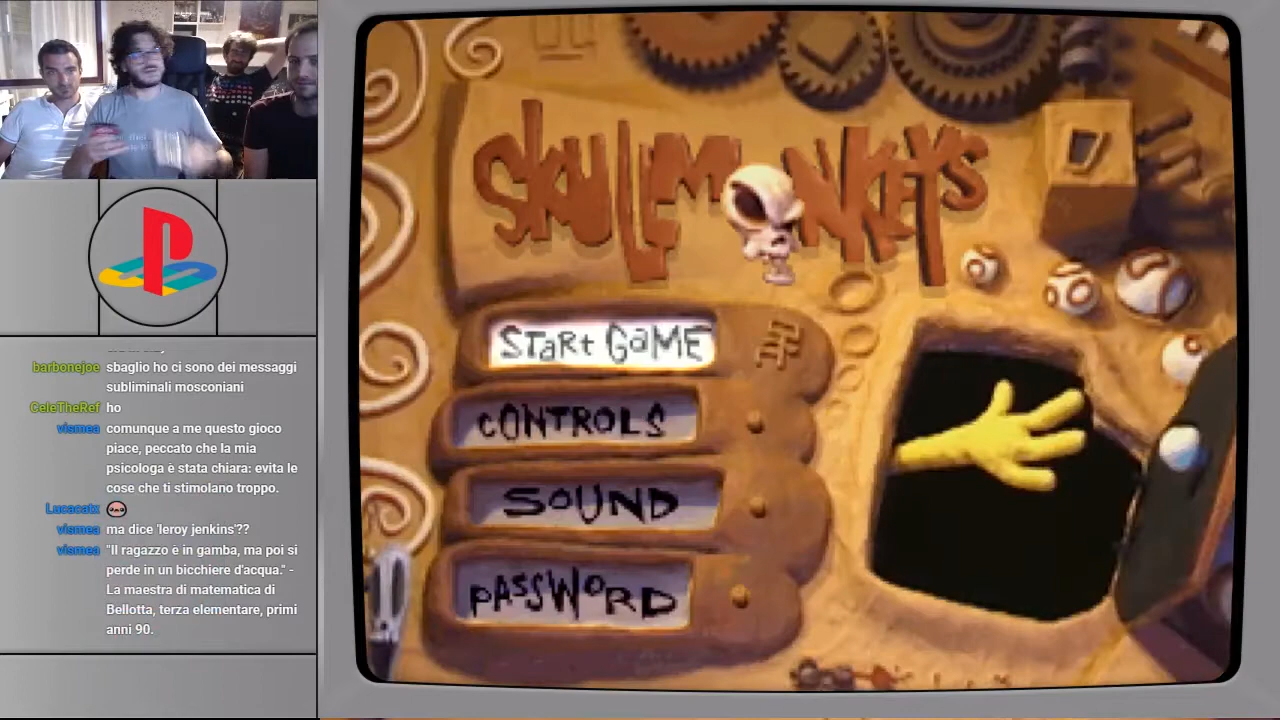 SKULLMONKEYS
START GAME
CONTROLS
SOUND
PASSWORD
barbonejoe sbaglio ho ci sono dei messaggi
subliminali mosconiani
CeleTheRef ho
vismea comunque a me questo gioco
piace, peccato che la mia
psicologa è stata chiara: evita le
cose che ti stimolano troppo.
Lucacatx
vismea ma dice 'leroy jenkins'??
vismea "Il ragazzo è in gamba, ma poi si
perde in un bicchiere d'acqua." -
La maestra di matematica di
Bellotta, terza elementare, primi
anni 90.